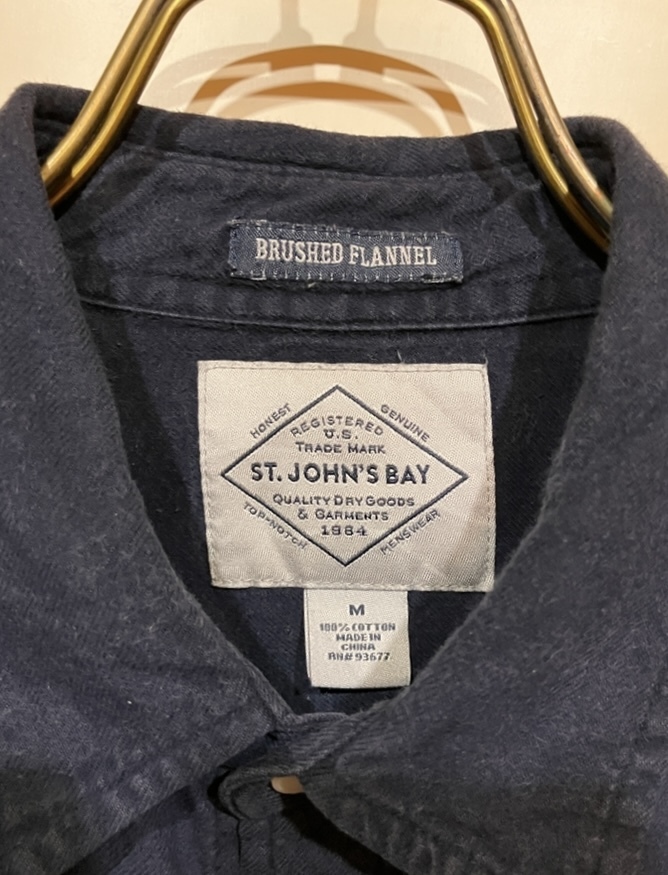 BRUSHED FLANNEL
HONEST
GENUINE
REGISTERED
U.S.
TRADE MARK
ST. JOHN'S BAY
QUALITY DRY GOODS
& GARMENTS
1984
TOP-NOTCH
MENSWEAR
M
100% COTTON
MADE IN
CHINA
RN# 93677